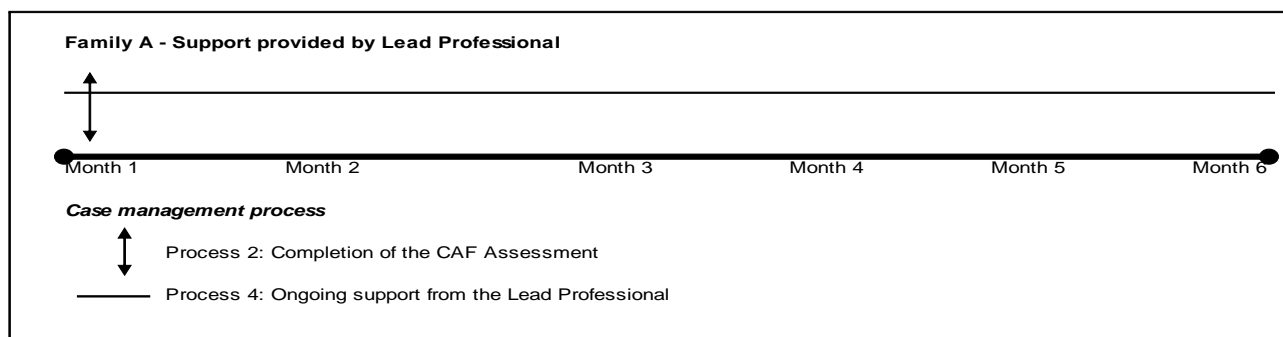 Family A - Support provided by Lead Professional
Month 1 Month 2 Month 3 Month 4 Month 5 Month 6
Case management process
Process 2: Completion of the CAF Assessment
Process 4: Ongoing support from the Lead Professional